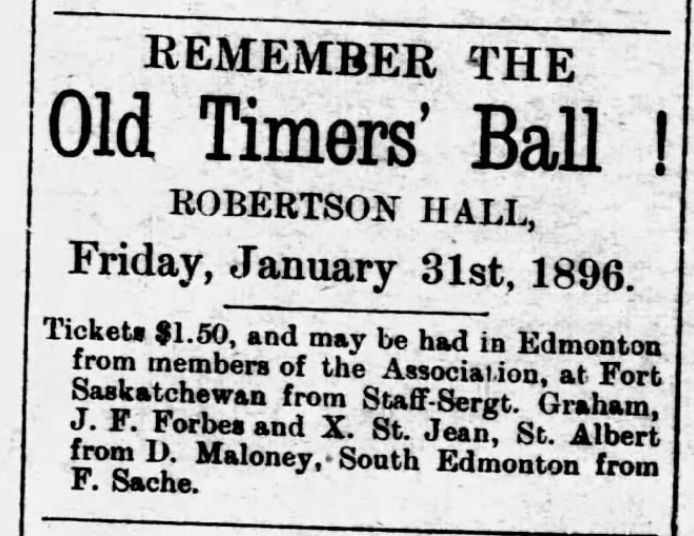 REMEMBER THE
Old Timers' Ball !
ROBERTSON HALL,
Friday, January 31st, 1896.
Tickets $1.50, and may be had in Edmonton
from members of the Association, at Fort
Saskatchewan from Staff-Sergt. Graham,
J. F. Forbes and X. St. Jean, St. Albert
from D. Maloney, South Edmonton from
F. Sache.